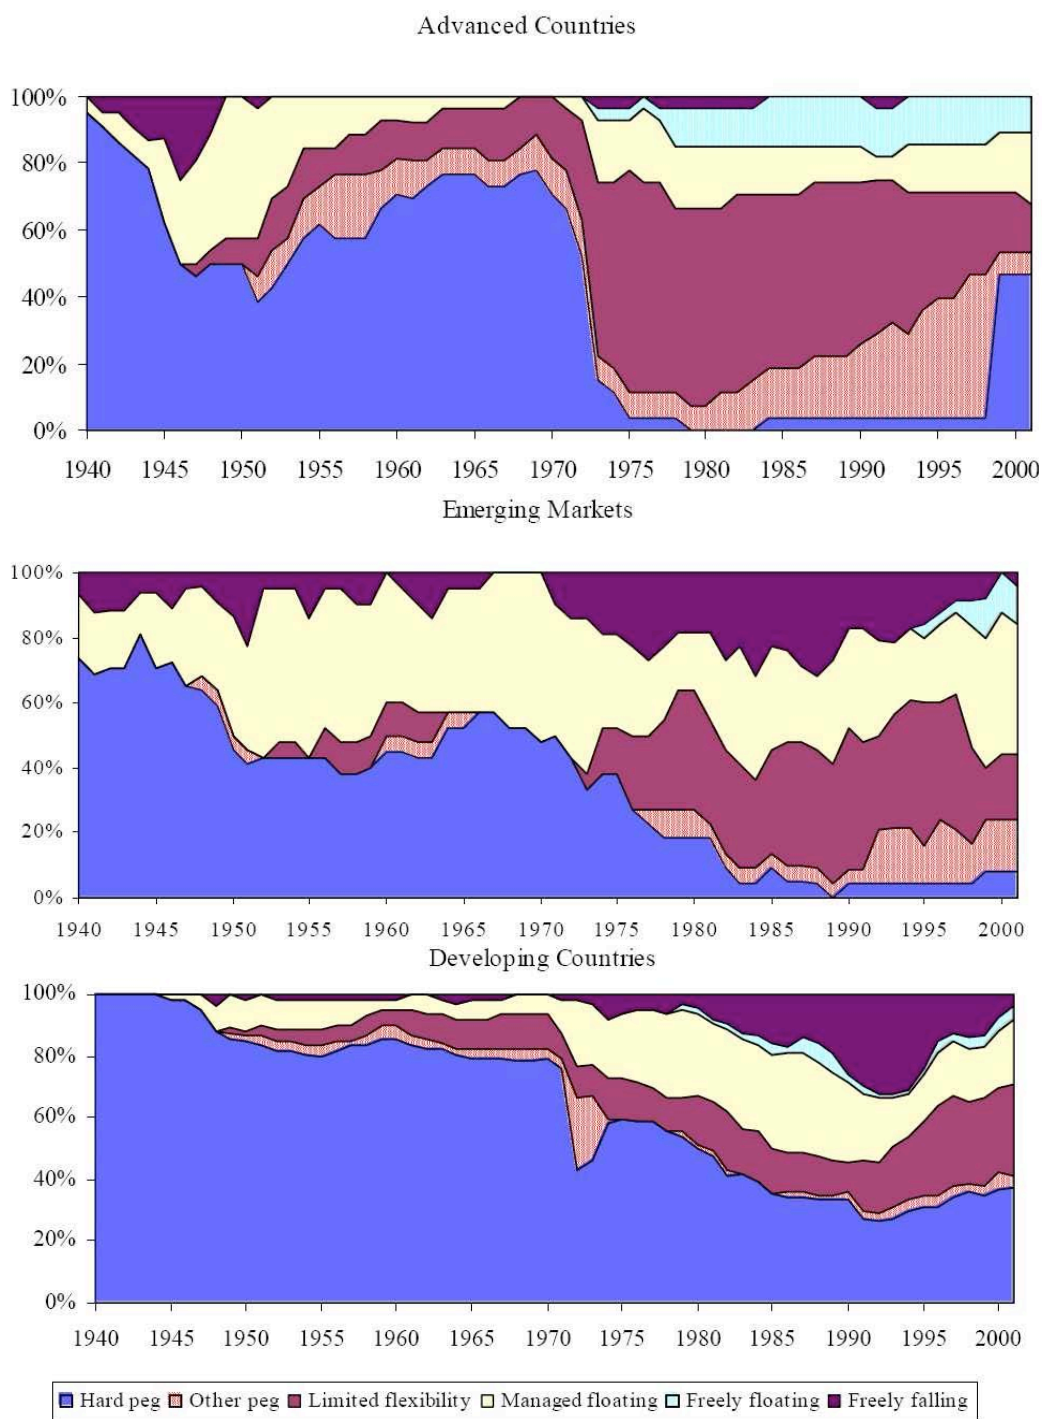 Advanced Countries
100%
80%
60%
40%
20%
0%
1940 1945 1950 1955 1960 1965 1970 1975 1980 1985 1990 1995 2000
Emerging Markets
100%
80%
60%
40%
20%
0%
1940 1945 1950 1955 1960 1965 1970 1975 1980 1985 1990 1995 2000
Developing Countries
100%
80%
60%
40%
20%
0%
1940 1945 1950 1955 1960 1965 1970 1975 1980 1985 1990 1995 2000
Hard peg Other peg Limited flexibility Managed floating Freely floating Freely falling